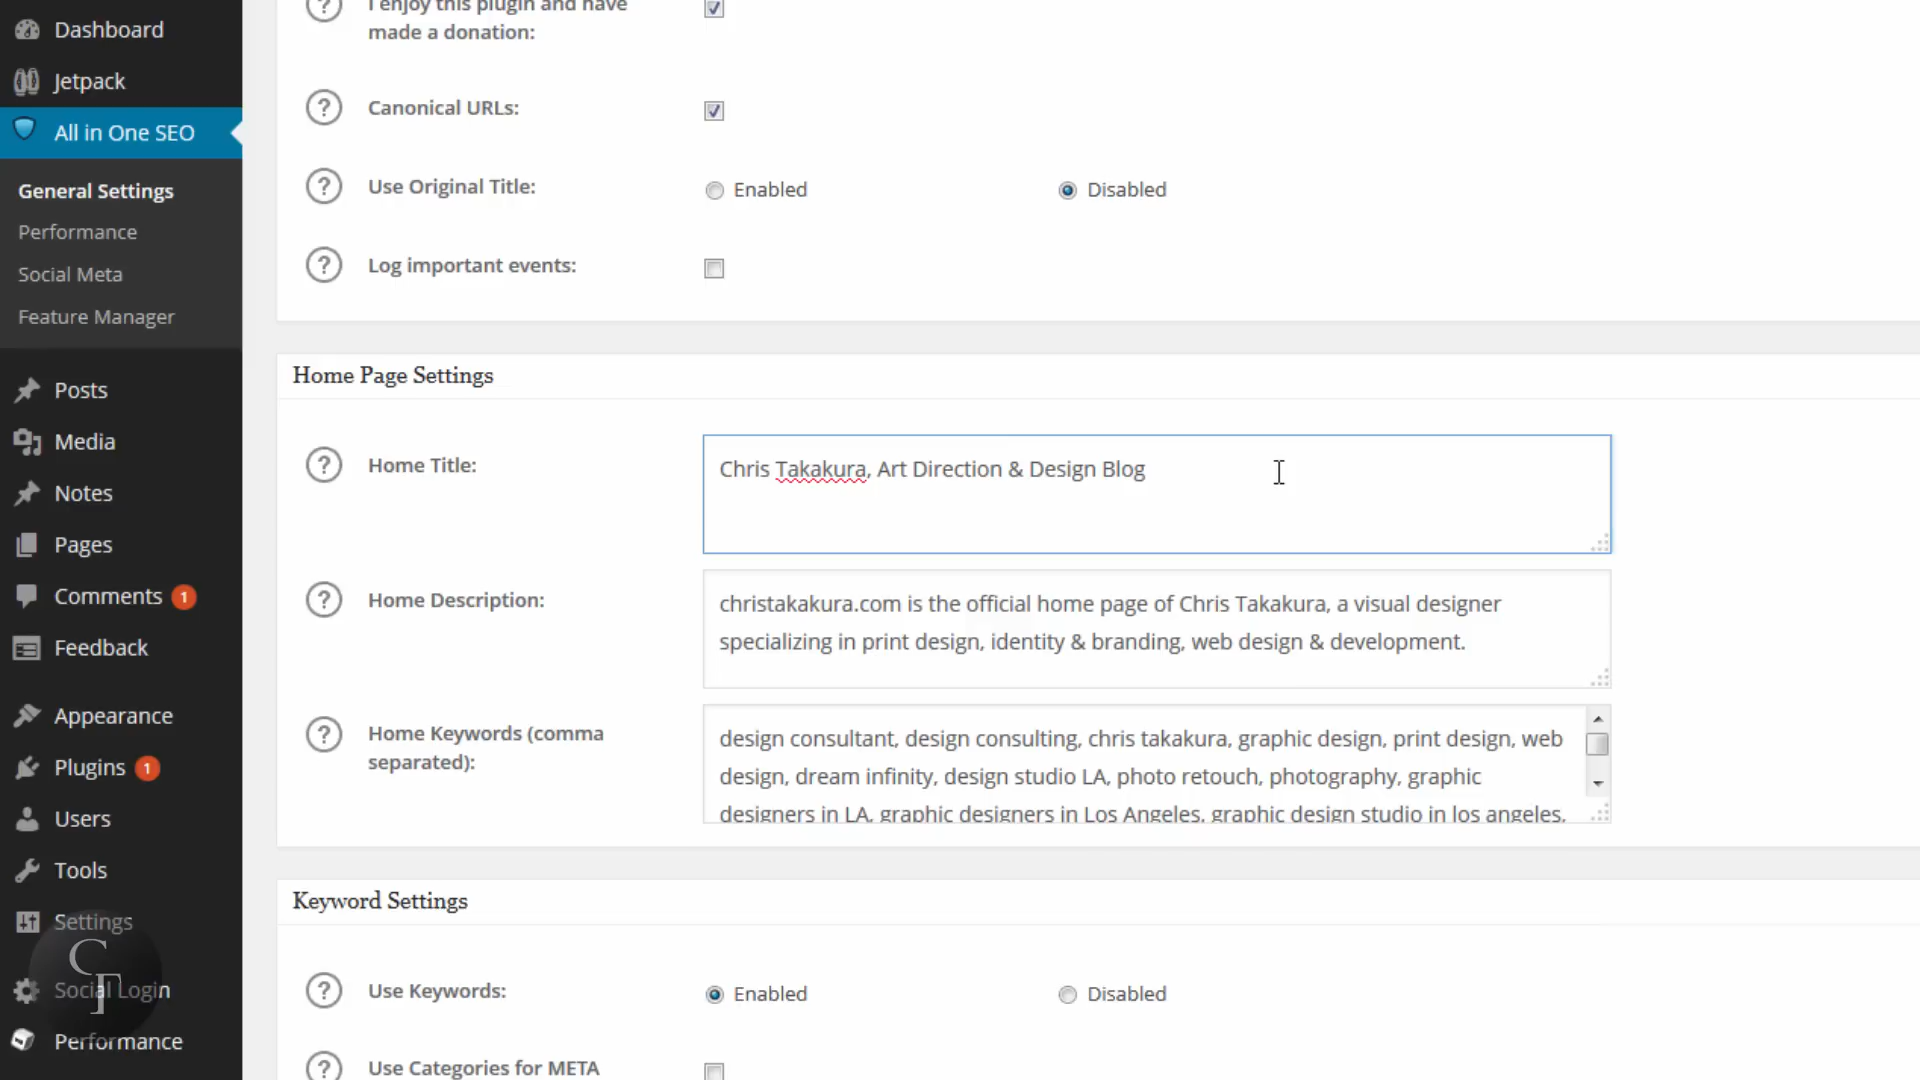 Dashboard
Jetpack
All in One SEO
General Settings
Performance
Social Meta
Feature Manager
Posts
Media
Notes
Pages
Comments 1
Feedback
Appearance
Plugins 1
Users
Tools
Settings
Social Login
Performance
CT
I enjoy this plugin and have
made a donation:
Canonical URLs:
Use Original Title: Enabled Disabled
Log important events:
Home Page Settings
Home Title: Chris Takakura, Art Direction & Design Blog
Home Description: christakakura.com is the official home page of Chris Takakura, a visual designer
specializing in print design, identity & branding, web design & development.
Home Keywords (comma
separated):
design consultant, design consulting, chris takakura, graphic design, print design, web
design, dream infinity, design studio LA, photo retouch, photography, graphic
designers in LA, graphic designers in Los Angeles, graphic design studio in los angeles,
Keyword Settings
Use Keywords: Enabled Disabled
Use Categories for META